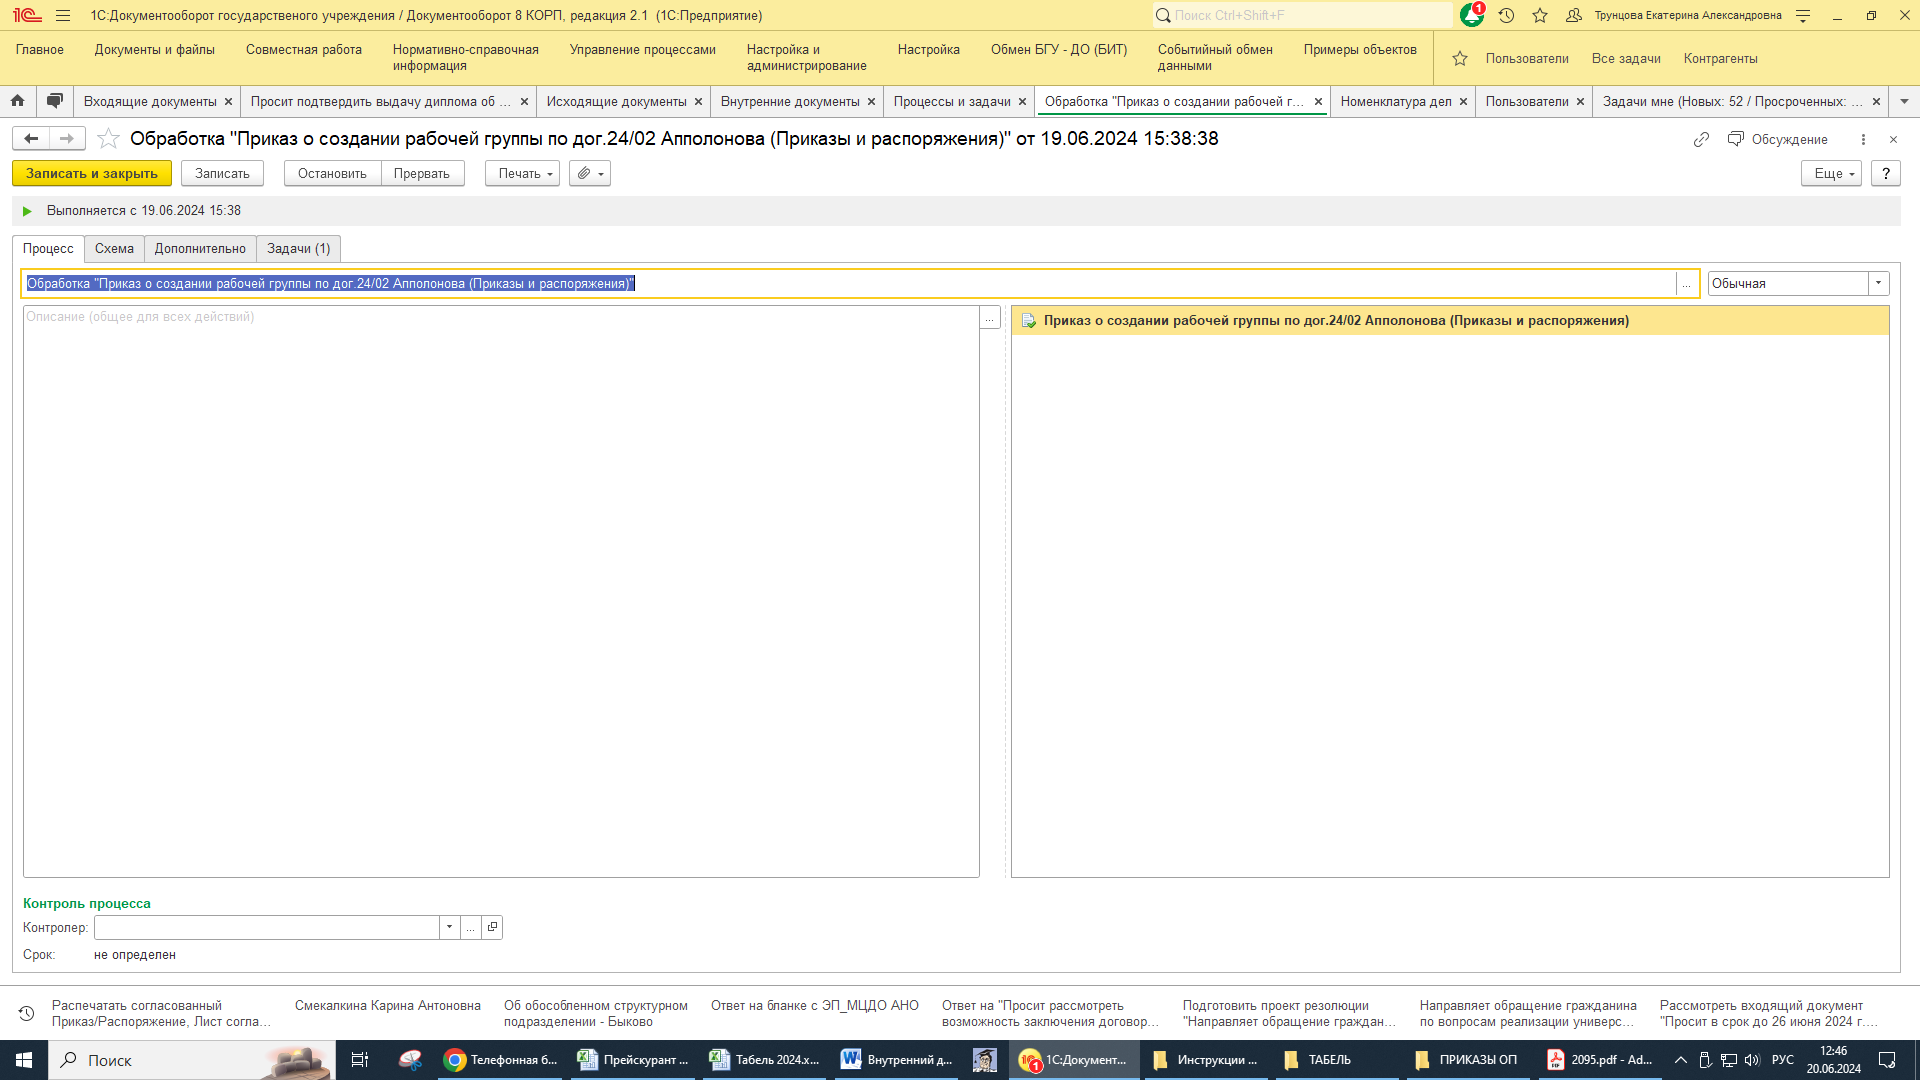 1С:Документооборот государственого учреждения / Документооборот 8 КОРП, редакция 2.1 (1С:Предприятие)
Поиск Ctrl+Shift+F
1
Трунцова Екатерина Александровна
Главное
Документы и файлы
Совместная работа
Нормативно-справочная
информация
Управление процессами
Настройка и
администрирование
Настройка
Обмен БГУ - ДО (БИТ)
Событийный обмен
данными
Примеры объектов
Пользователи
Все задачи
Контрагенты
Входящие документы
Просит подтвердить выдачу диплома об ...
Исходящие документы
Внутренние документы
Процессы и задачи
Обработка "Приказ о создании рабочей г...
Номенклатура дел
Пользователи
Задачи мне (Новых: 52 / Просроченных: ...
Обработка "Приказ о создании рабочей группы по дог.24/02 Апполонова (Приказы и распоряжения)" от 19.06.2024 15:38:38
Обсуждение
Записать и закрыть
Записать
Остановить
Прервать
Печать
Еще
?
Выполняется с 19.06.2024 15:38
Процесс
Схема
Дополнительно
Задачи (1)
Обработка "Приказ о создании рабочей группы по дог.24/02 Апполонова (Приказы и распоряжения)"
...
Обычная
Описание (общее для всех действий)
...
Приказ о создании рабочей группы по дог.24/02 Апполонова (Приказы и распоряжения)
Контроль процесса
Контролер:
...
Срок:
не определен
Распечатать согласованный
Приказ/Распоряжение, Лист согла...
Смекалкина Карина Антоновна
Об обособленном структурном
подразделении - Быково
Ответ на бланке с ЭП_МЦДО АНО
Ответ на "Просит рассмотреть
возможность заключения договор...
Подготовить проект резолюции
"Направляет обращение граждан...
Направляет обращение гражданина
по вопросам реализации универс...
Рассмотреть входящий документ
"Просит в срок до 26 июня 2024 г....
Поиск
Телефонная б...
Прейскурант ...
Табель 2024.x...
Внутренний д...
1
1С:Документ...
Инструкции ...
ТАБЕЛЬ
ПРИКАЗЫ ОП
2095.pdf - Ad...
РУС
12:46
20.06.2024